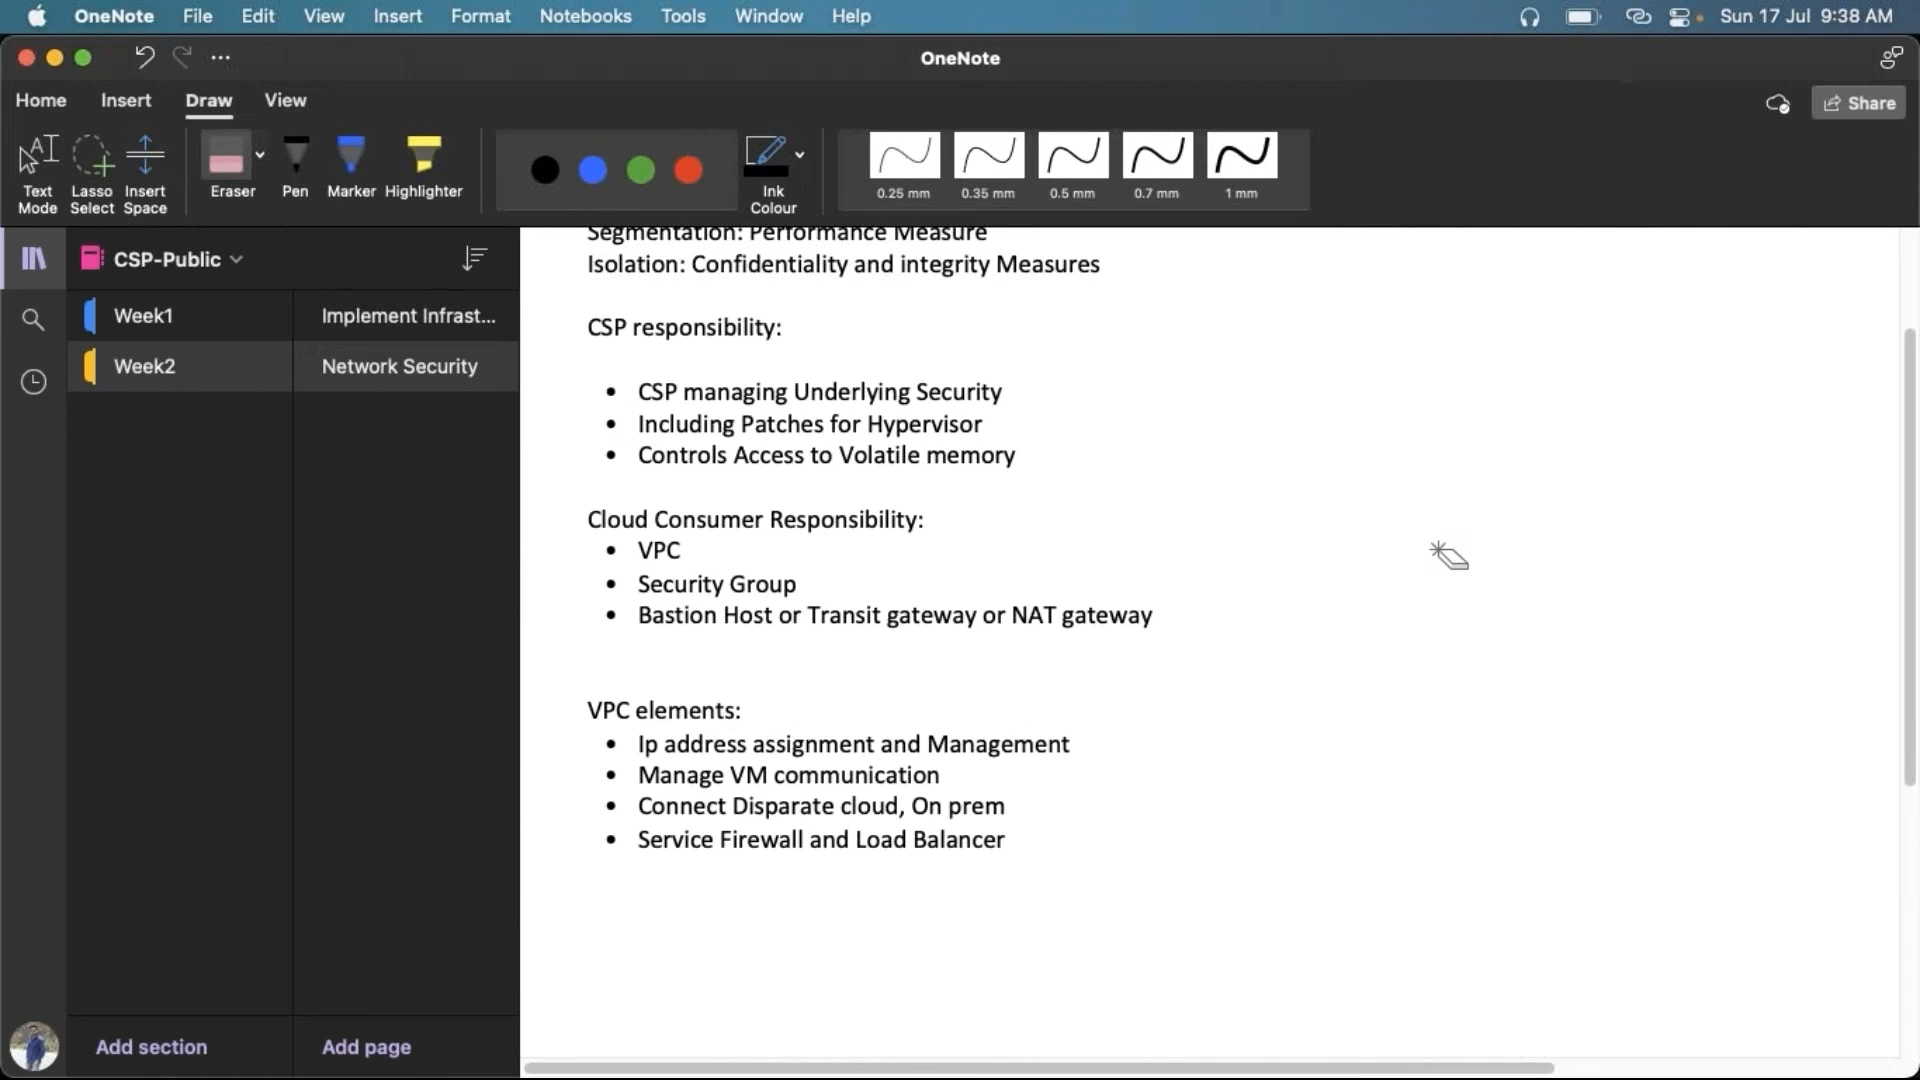 OneNote File Edit View Insert Format Notebooks Tools Window Help Sun 17 Jul 9:38 AM
OneNote
Home Insert Draw View Share
Text Mode Lasso Select Insert Space Eraser Pen Marker Highlighter Ink Colour 0.25 mm 0.35 mm 0.5 mm 0.7 mm 1 mm
CSP-Public
Week1 Implement Infrast...
Week2 Network Security
Add section Add page
Segmentation: Performance Measure
Isolation: Confidentiality and integrity Measures
CSP responsibility:
• CSP managing Underlying Security
• Including Patches for Hypervisor
• Controls Access to Volatile memory
Cloud Consumer Responsibility:
• VPC
• Security Group
• Bastion Host or Transit gateway or NAT gateway
VPC elements:
• Ip address assignment and Management
• Manage VM communication
• Connect Disparate cloud, On prem
• Service Firewall and Load Balancer